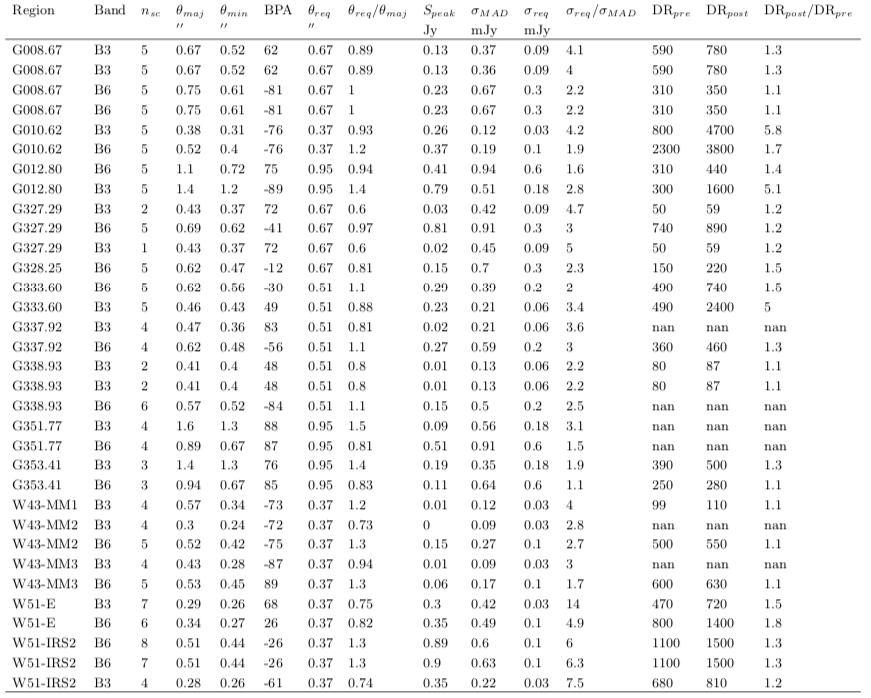 Region Band n_sc θ_maj θ_min BPA θ_req θ_req/θ_maj S_peak σ_MAD σ_req σ_req/σ_MAD DR_pre DR_post DR_post/DR_pre
′′ ′′ ′′ Jy mJy mJy
G008.67 B3 5 0.67 0.52 62 0.67 0.89 0.13 0.37 0.09 4.1 590 780 1.3
G008.67 B3 5 0.67 0.52 62 0.67 0.89 0.13 0.36 0.09 4 590 780 1.3
G008.67 B6 5 0.75 0.61 -81 0.67 1 0.23 0.67 0.3 2.2 310 350 1.1
G008.67 B6 5 0.75 0.61 -81 0.67 1 0.23 0.67 0.3 2.2 310 350 1.1
G010.62 B3 5 0.38 0.31 -76 0.37 0.93 0.26 0.12 0.03 4.2 800 4700 5.8
G010.62 B6 5 0.52 0.4 -76 0.37 1.2 0.37 0.19 0.1 1.9 2300 3800 1.7
G012.80 B6 5 1.1 0.72 75 0.95 0.94 0.41 0.94 0.6 1.6 310 440 1.4
G012.80 B3 5 1.4 1.2 -89 0.95 1.4 0.79 0.51 0.18 2.8 300 1600 5.1
G327.29 B3 2 0.43 0.37 72 0.67 0.6 0.03 0.42 0.09 4.7 50 59 1.2
G327.29 B6 5 0.69 0.62 -41 0.67 0.97 0.81 0.91 0.3 3 740 890 1.2
G327.29 B3 1 0.43 0.37 72 0.67 0.6 0.02 0.45 0.09 5 50 59 1.2
G328.25 B6 5 0.62 0.47 -12 0.67 0.81 0.15 0.7 0.3 2.3 150 220 1.5
G333.60 B6 5 0.62 0.56 -30 0.51 1.1 0.29 0.39 0.2 2 490 740 1.5
G333.60 B3 5 0.46 0.43 49 0.51 0.88 0.23 0.21 0.06 3.4 490 2400 5
G337.92 B3 4 0.47 0.36 83 0.51 0.81 0.02 0.21 0.06 3.6 nan nan nan
G337.92 B6 4 0.62 0.48 -56 0.51 1.1 0.27 0.59 0.2 3 360 460 1.3
G338.93 B3 2 0.41 0.4 48 0.51 0.8 0.01 0.13 0.06 2.2 80 87 1.1
G338.93 B3 2 0.41 0.4 48 0.51 0.8 0.01 0.13 0.06 2.2 80 87 1.1
G338.93 B6 6 0.57 0.52 -84 0.51 1.1 0.15 0.5 0.2 2.5 nan nan nan
G351.77 B3 4 1.6 1.3 88 0.95 1.5 0.09 0.56 0.18 3.1 nan nan nan
G351.77 B6 4 0.89 0.67 87 0.95 0.81 0.51 0.91 0.6 1.5 nan nan nan
G353.41 B3 3 1.4 1.3 76 0.95 1.4 0.19 0.35 0.18 1.9 390 500 1.3
G353.41 B6 3 0.94 0.67 85 0.95 0.83 0.11 0.64 0.6 1.1 250 280 1.1
W43-MM1 B3 4 0.57 0.34 -73 0.37 1.2 0.01 0.12 0.03 4 99 110 1.1
W43-MM2 B3 4 0.3 0.24 -72 0.37 0.73 0 0.09 0.03 2.8 nan nan nan
W43-MM2 B6 5 0.52 0.42 -75 0.37 1.3 0.15 0.27 0.1 2.7 500 550 1.1
W43-MM3 B3 4 0.43 0.28 -87 0.37 0.94 0.01 0.09 0.03 3 nan nan nan
W43-MM3 B6 5 0.53 0.45 89 0.37 1.3 0.06 0.17 0.1 1.7 600 630 1.1
W51-E B3 7 0.29 0.26 68 0.37 0.75 0.3 0.42 0.03 14 470 720 1.5
W51-E B6 6 0.34 0.27 26 0.37 0.82 0.35 0.49 0.1 4.9 800 1400 1.8
W51-IRS2 B6 8 0.51 0.44 -26 0.37 1.3 0.89 0.6 0.1 6 1100 1500 1.3
W51-IRS2 B6 7 0.51 0.44 -26 0.37 1.3 0.9 0.63 0.1 6.3 1100 1500 1.3
W51-IRS2 B3 4 0.28 0.26 -61 0.37 0.74 0.35 0.22 0.03 7.5 680 810 1.2